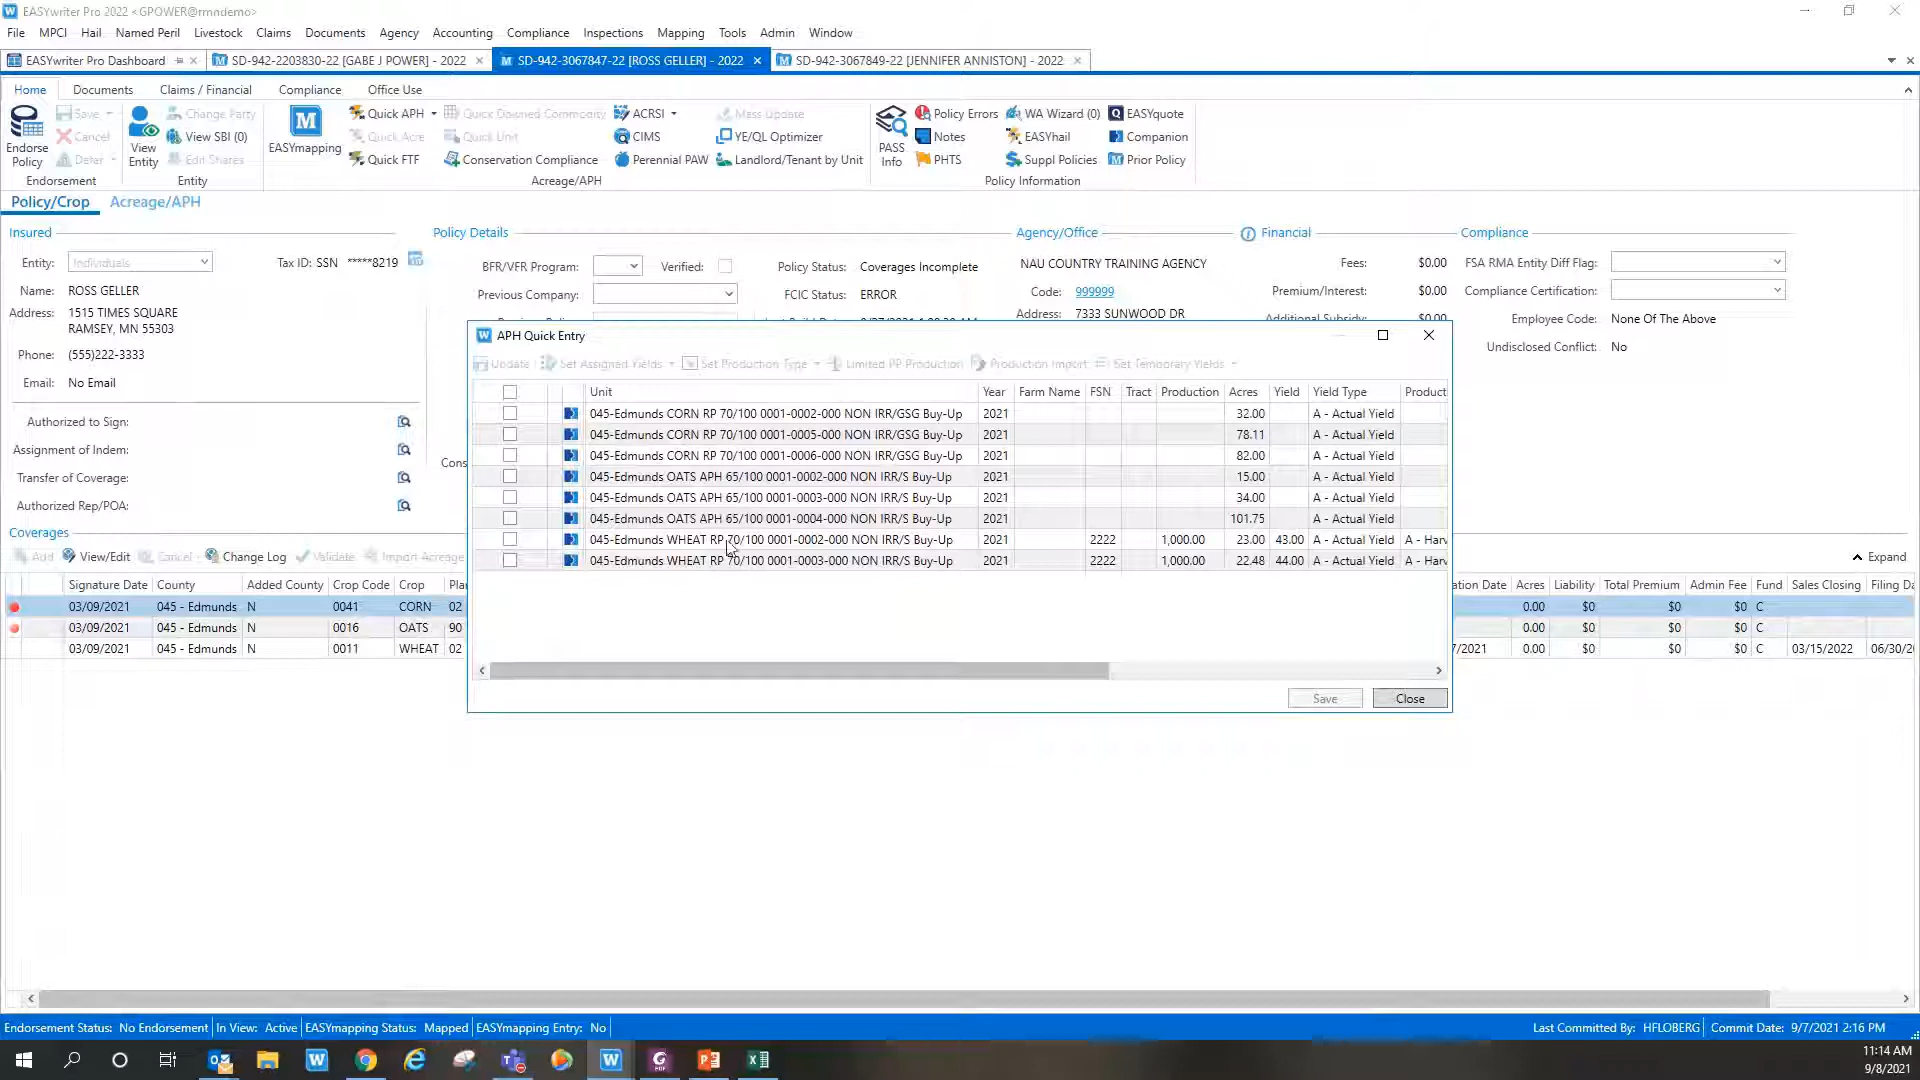 EASYwriter Pro 2022 <GPOWER@rmndemo>
File MPCI Hail Named Peril Livestock Claims Documents Agency Accounting Compliance Inspections Mapping Tools Admin Window
EASYwriter Pro Dashboard SD-942-2203830-22 [GABE J POWER] - 2022 SD-942-3067847-22 [ROSS GELLER] - 2022 SD-942-3067849-22 [JENNIFER ANNISTON] - 2022
Home Documents Claims / Financial Compliance Office Use
Save Change Party Quick APH Quick Downed Commodity ACRSI Mass Update Policy Errors WA Wizard (0) EASYquote
Cancel View SBI (0) Quick Acre Quick Unit CIMS YE/QL Optimizer Notes EASYhail Companion
Endorse Policy View Entity EASYmapping PASS Info
Defer Edit Shares Quick FTF Conservation Compliance Perennial PAW Landlord/Tenant by Unit PHTS Suppl Policies Prior Policy
Endorsement Entity Acreage/APH Policy Information
Policy/Crop Acreage/APH
Insured Policy Details Agency/Office Financial Compliance
Entity: Individuals Tax ID: SSN *****8219 BFR/VFR Program: Verified: Policy Status: Coverages Incomplete NAU COUNTRY TRAINING AGENCY Fees: $0.00 FSA RMA Entity Diff Flag:
Name: ROSS GELLER Previous Company: FCIC Status: ERROR Code: 999999 Premium/Interest: $0.00 Compliance Certification:
Address: 1515 TIMES SQUARE Address: 7333 SUNWOOD DR Additional Subsidy: $0.00 Employee Code: None Of The Above
RAMSEY, MN 55303
Undisclosed Conflict: No
Phone: (555)222-3333
Email: No Email
Authorized to Sign:
Assignment of Indem:
Transfer of Coverage:
Authorized Rep/POA:
Cons
APH Quick Entry
Update Set Assigned Yields Set Production Type Limited PP Production Production Import Set Temporary Yields
Unit Year Farm Name FSN Tract Production Acres Yield Yield Type Product
045-Edmunds CORN RP 70/100 0001-0002-000 NON IRR/GSG Buy-Up 2021 32.00 A - Actual Yield
045-Edmunds CORN RP 70/100 0001-0005-000 NON IRR/GSG Buy-Up 2021 78.11 A - Actual Yield
045-Edmunds CORN RP 70/100 0001-0006-000 NON IRR/GSG Buy-Up 2021 82.00 A - Actual Yield
045-Edmunds OATS APH 65/100 0001-0002-000 NON IRR/S Buy-Up 2021 15.00 A - Actual Yield
045-Edmunds OATS APH 65/100 0001-0003-000 NON IRR/S Buy-Up 2021 34.00 A - Actual Yield
045-Edmunds OATS APH 65/100 0001-0004-000 NON IRR/S Buy-Up 2021 101.75 A - Actual Yield
045-Edmunds WHEAT RP 70/100 0001-0002-000 NON IRR/S Buy-Up 2021 2222 1,000.00 23.00 43.00 A - Actual Yield A - Harv
045-Edmunds WHEAT RP 70/100 0001-0003-000 NON IRR/S Buy-Up 2021 2222 1,000.00 22.48 44.00 A - Actual Yield A - Harv
Save Close
Coverages
Add View/Edit Cancel Change Log Validate Import Acreage Expand
Signature Date County Added County Crop Code Crop Pla ation Date Acres Liability Total Premium Admin Fee Fund Sales Closing Filing Da
03/09/2021 045 - Edmunds N 0041 CORN 02 0.00 $0 $0 $0 C
03/09/2021 045 - Edmunds N 0016 OATS 90 0.00 $0 $0 $0 C
03/09/2021 045 - Edmunds N 0011 WHEAT 02 7/2021 0.00 $0 $0 $0 C 03/15/2022 06/30/20
Endorsement Status: No Endorsement In View: Active EASYmapping Status: Mapped EASYmapping Entry: No Last Committed By: HFLOBERG Commit Date: 9/7/2021 2:16 PM
11:14 AM
9/8/2021